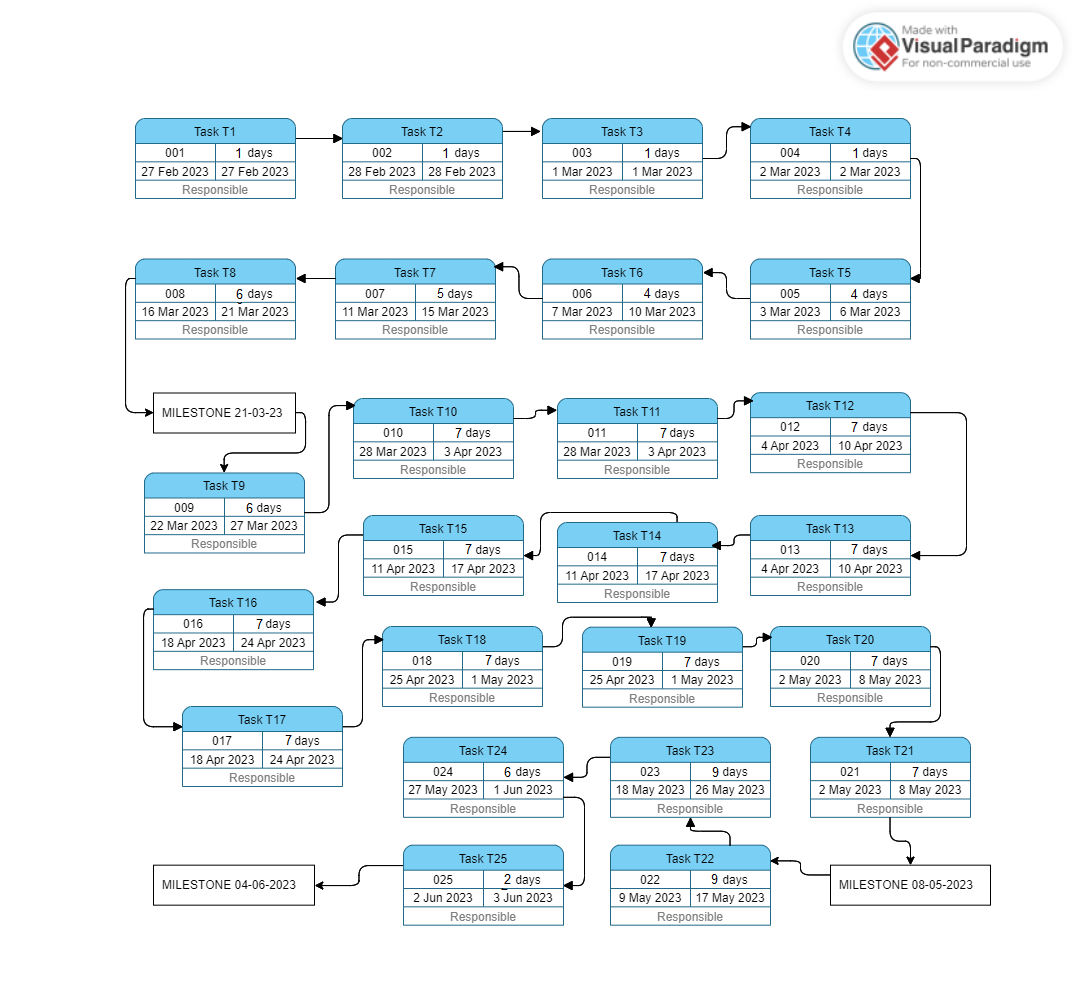 Made with
Visual Paradigm
For non-commercial use
Task T1
001 1 days
27 Feb 2023 27 Feb 2023
Responsible
Task T2
002 1 days
28 Feb 2023 28 Feb 2023
Responsible
Task T3
003 1 days
1 Mar 2023 1 Mar 2023
Responsible
Task T4
004 1 days
2 Mar 2023 2 Mar 2023
Responsible
Task T8
008 6 days
16 Mar 2023 21 Mar 2023
Responsible
Task T7
007 5 days
11 Mar 2023 15 Mar 2023
Responsible
Task T6
006 4 days
7 Mar 2023 10 Mar 2023
Responsible
Task T5
005 4 days
3 Mar 2023 6 Mar 2023
Responsible
MILESTONE 21-03-23
Task T9
009 6 days
22 Mar 2023 27 Mar 2023
Responsible
Task T10
010 7 days
28 Mar 2023 3 Apr 2023
Responsible
Task T11
011 7 days
28 Mar 2023 3 Apr 2023
Responsible
Task T12
012 7 days
4 Apr 2023 10 Apr 2023
Responsible
Task T15
015 7 days
11 Apr 2023 17 Apr 2023
Responsible
Task T14
014 7 days
11 Apr 2023 17 Apr 2023
Responsible
Task T13
013 7 days
4 Apr 2023 10 Apr 2023
Responsible
Task T16
016 7 days
18 Apr 2023 24 Apr 2023
Responsible
Task T18
018 7 days
25 Apr 2023 1 May 2023
Responsible
Task T19
019 7 days
25 Apr 2023 1 May 2023
Responsible
Task T20
020 7 days
2 May 2023 8 May 2023
Responsible
Task T17
017 7 days
18 Apr 2023 24 Apr 2023
Responsible
Task T24
024 6 days
27 May 2023 1 Jun 2023
Responsible
Task T23
023 9 days
18 May 2023 26 May 2023
Responsible
Task T21
021 7 days
2 May 2023 8 May 2023
Responsible
MILESTONE 04-06-2023
Task T25
025 2 days
2 Jun 2023 3 Jun 2023
Responsible
Task T22
022 9 days
9 May 2023 17 May 2023
Responsible
MILESTONE 08-05-2023